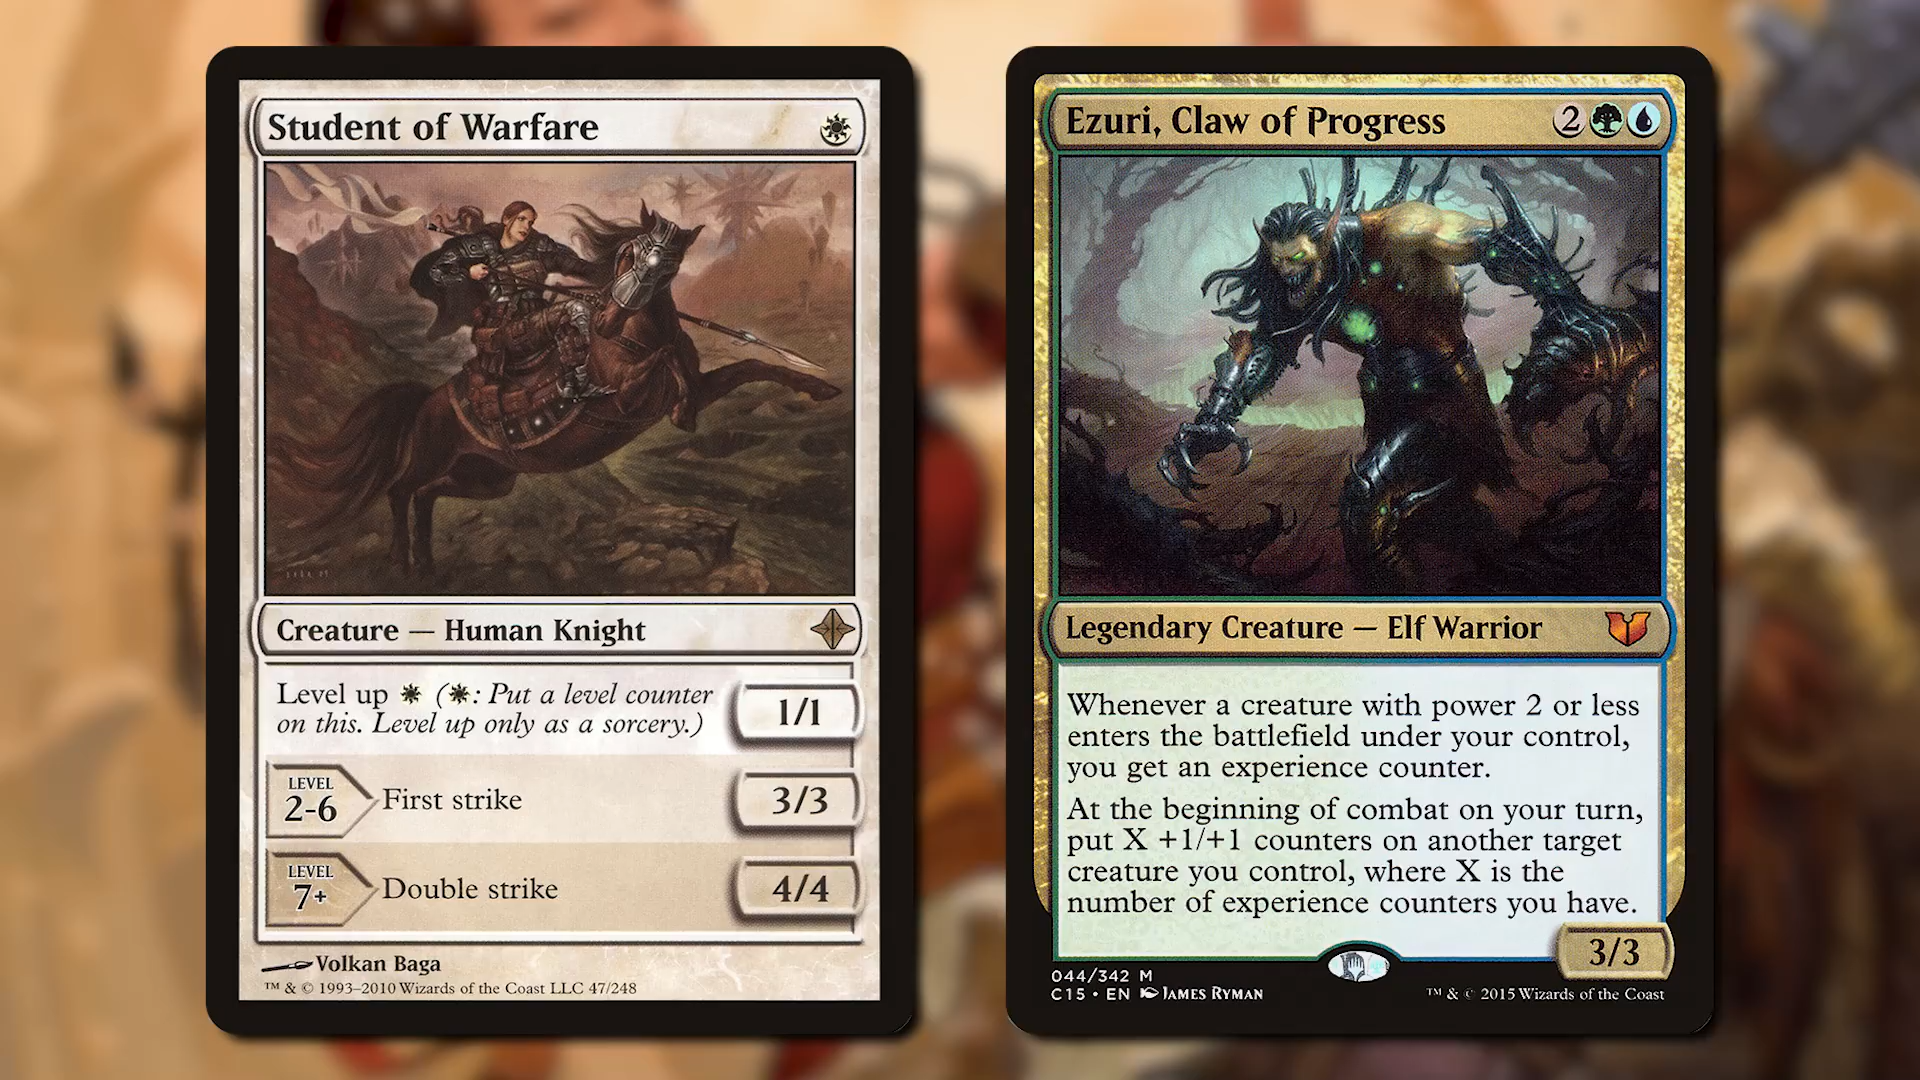 Student of Warfare
Creature — Human Knight
Level up (: Put a level counter
on this. Level up only as a sorcery.)
1/1
LEVEL
2-6
First strike
3/3
LEVEL
7+
Double strike
4/4
Volkan Baga
™ & © 1993–2010 Wizards of the Coast LLC 47/248
Ezuri, Claw of Progress
2
Legendary Creature — Elf Warrior
Whenever a creature with power 2 or less
enters the battlefield under your control,
you get an experience counter.
At the beginning of combat on your turn,
put X +1/+1 counters on another target
creature you control, where X is the
number of experience counters you have.
3/3
044/342 M
C15 • EN James Ryman
™ & © 2015 Wizards of the Coast